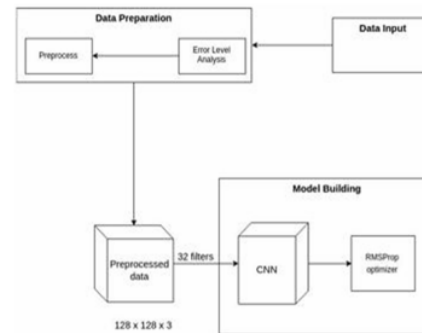 Data Preparation
Data Input
Preprocess
Error Level
Analysis
Model Building
Preprocessed
data
32 filters
CNN
RMSProp
optimizer
128 x 128 x 3